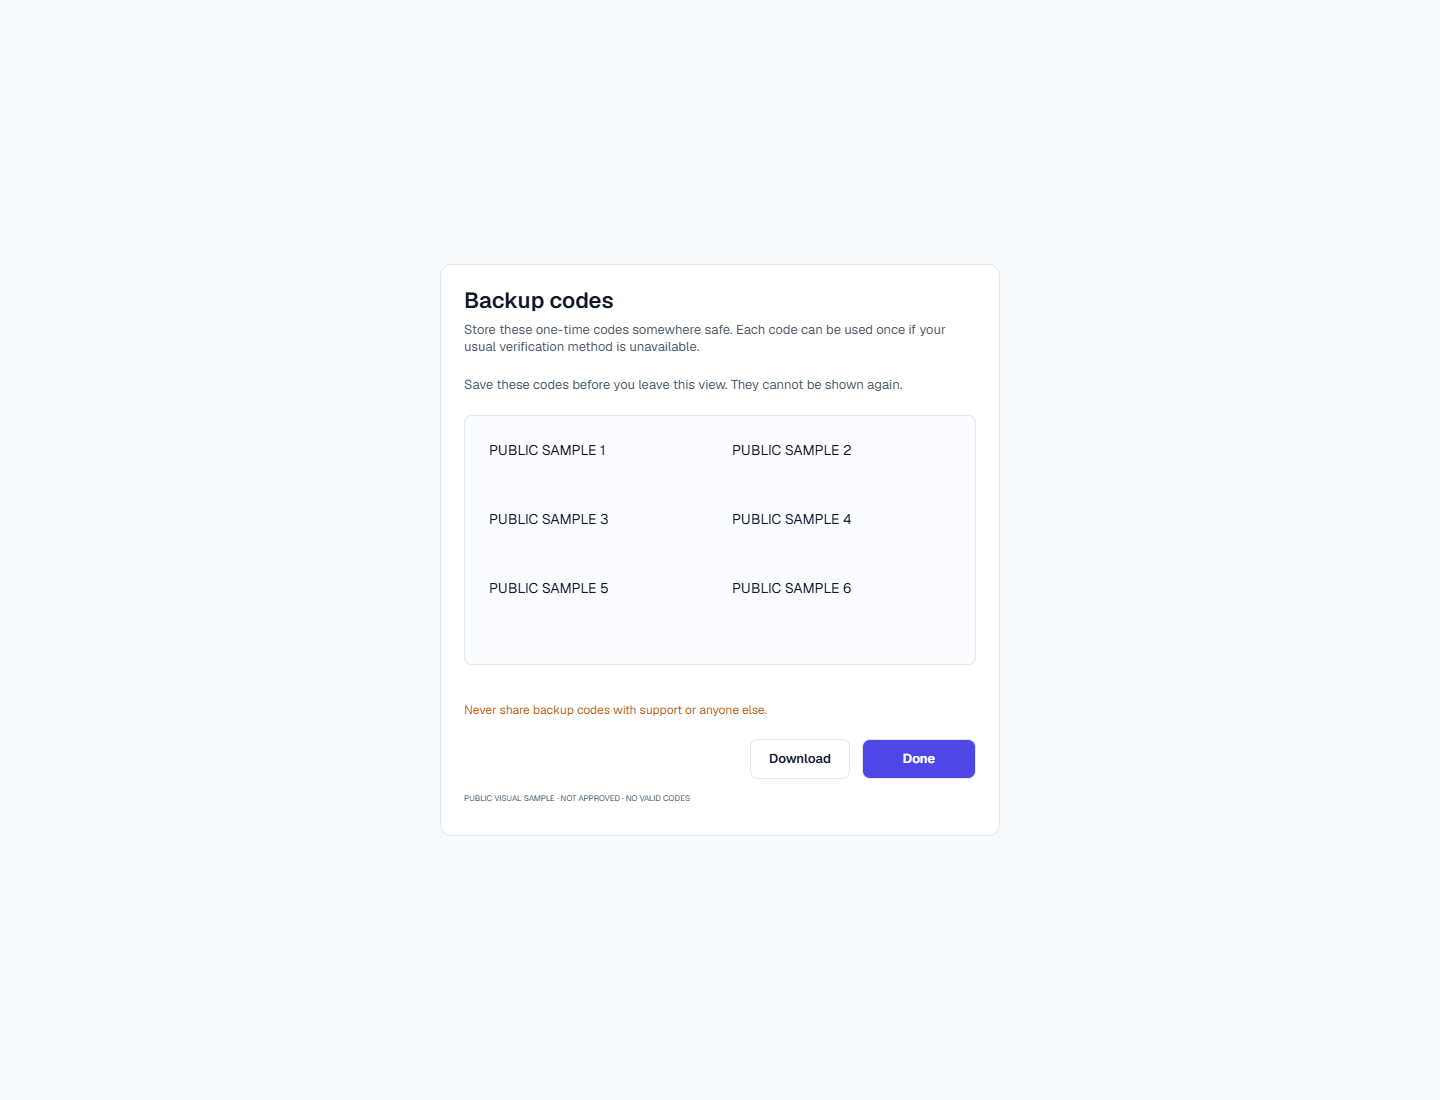 Backup codes
Store these one-time codes somewhere safe. Each code can be used once if your
usual verification method is unavailable.
Save these codes before you leave this view. They cannot be shown again.
PUBLIC SAMPLE 1
PUBLIC SAMPLE 2
PUBLIC SAMPLE 3
PUBLIC SAMPLE 4
PUBLIC SAMPLE 5
PUBLIC SAMPLE 6
Never share backup codes with support or anyone else.
Download
Done
PUBLIC VISUAL SAMPLE · NOT APPROVED · NO VALID CODES